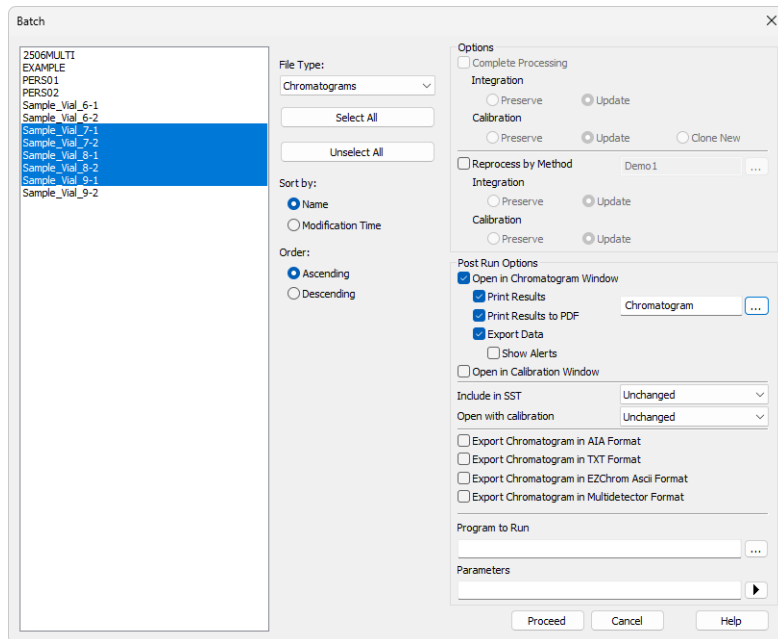 Batch
2506MULTI
EXAMPLE
PERS01
PERS02
Sample_Vial_6-1
Sample_Vial_6-2
Sample_Vial_7-1
Sample_Vial_7-2
Sample_Vial_8-1
Sample_Vial_8-2
Sample_Vial_9-1
Sample_Vial_9-2
File Type:
Chromatograms
Select All
Unselect All
Sort by:
Name
Modification Time
Order:
Ascending
Descending
Options
Complete Processing
Integration
Preserve Update
Calibration
Preserve Update Clone New
Reprocess by Method Demo1 ...
Integration
Preserve Update
Calibration
Preserve Update
Post Run Options
Open in Chromatogram Window
Print Results Chromatogram ...
Print Results to PDF
Export Data
Show Alerts
Open in Calibration Window
Include in SST Unchanged
Open with calibration Unchanged
Export Chromatogram in AIA Format
Export Chromatogram in TXT Format
Export Chromatogram in EZChrom Ascii Format
Export Chromatogram in Multidetector Format
Program to Run
...
Parameters
Proceed Cancel Help